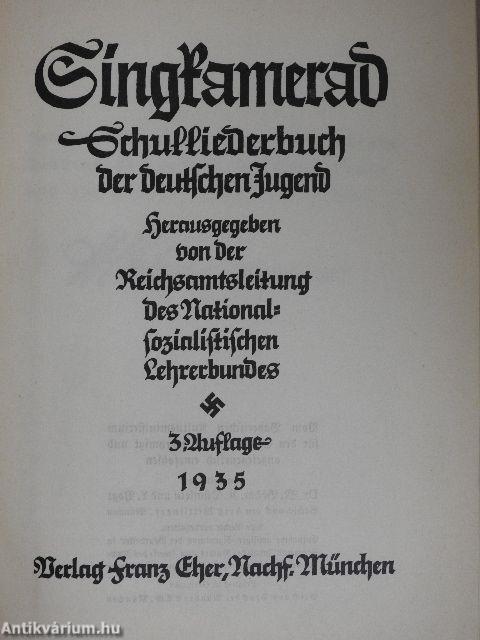 Singkamerad
Schulliederbuch
der deutschen Jugend
Herausgegeben
von der
Reichsamtsleitung
des National=
sozialistischen
Lehrerbundes
3. Auflage
1935
Verlag Franz Eher, Nachf. München
Antikvárium.hu